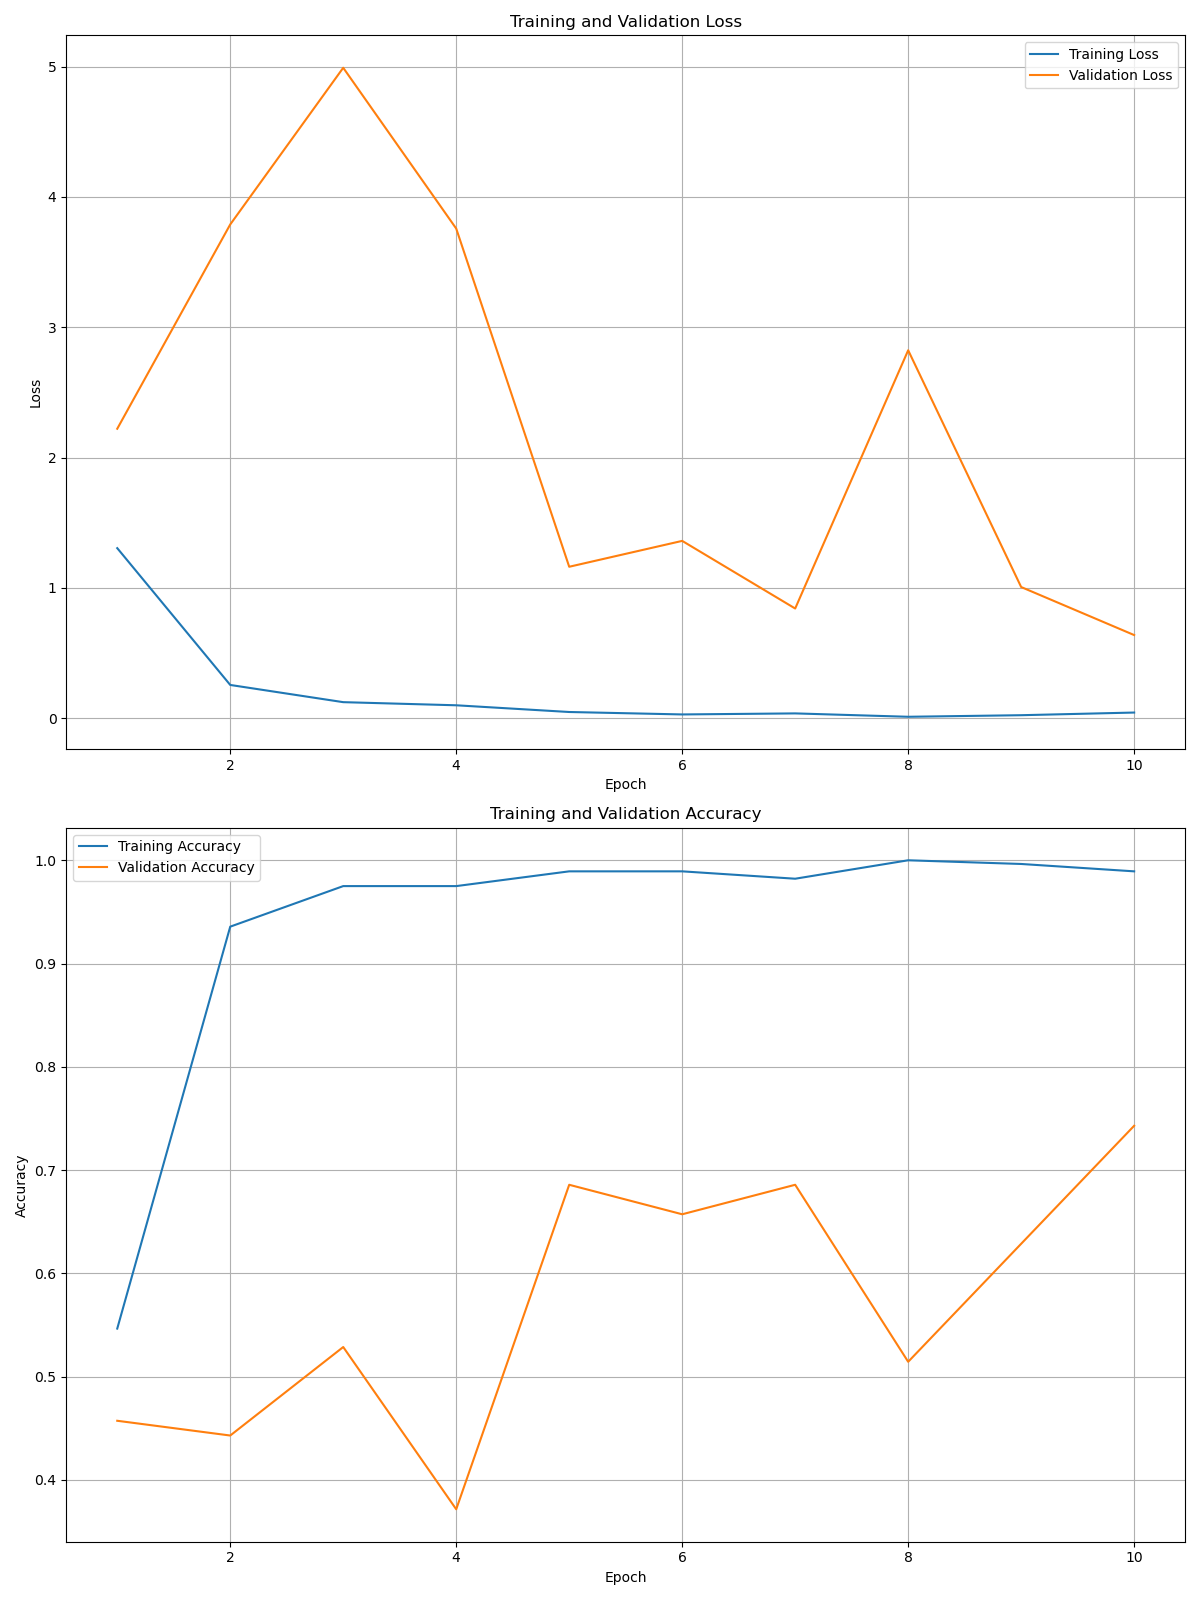 Training and Validation Loss
Training Loss
Validation Loss
5
4
3
2
1
0
Loss
2 4 6 8 10
Epoch
Training and Validation Accuracy
Training Accuracy
Validation Accuracy
1.0
0.9
0.8
0.7
0.6
0.5
0.4
Accuracy
2 4 6 8 10
Epoch